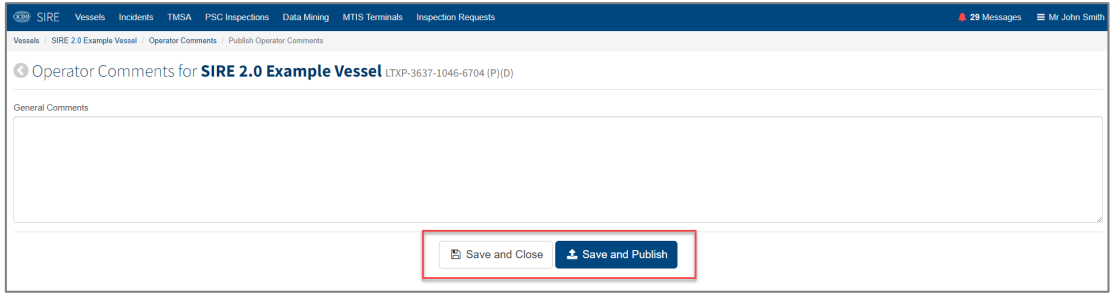 OCIMF SIRE Vessels Incidents TMSA PSC Inspections Data Mining MTIS Terminals Inspection Requests 29 Messages Mr John Smith
Vessels / SIRE 2.0 Example Vessel / Operator Comments / Publish Operator Comments
Operator Comments for SIRE 2.0 Example Vessel LTXP-3637-1046-6704 (P)(D)
General Comments
Save and Close Save and Publish